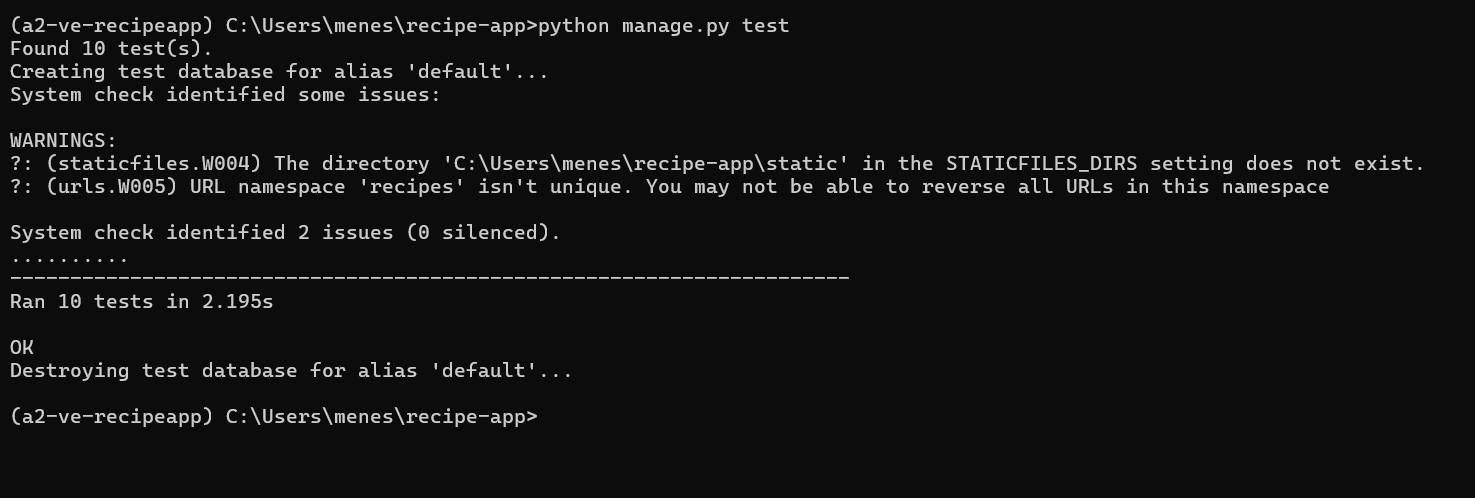 (a2-ve-recipeapp) C:\Users\menes\recipe-app>python manage.py test
Found 10 test(s).
Creating test database for alias 'default'...
System check identified some issues:
WARNINGS:
?: (staticfiles.W004) The directory 'C:\Users\menes\recipe-app\static' in the STATICFILES_DIRS setting does not exist.
?: (urls.W005) URL namespace 'recipes' isn't unique. You may not be able to reverse all URLs in this namespace
System check identified 2 issues (0 silenced).
..........
----------------------------------------------------------------------
Ran 10 tests in 2.195s
OK
Destroying test database for alias 'default'...
(a2-ve-recipeapp) C:\Users\menes\recipe-app>